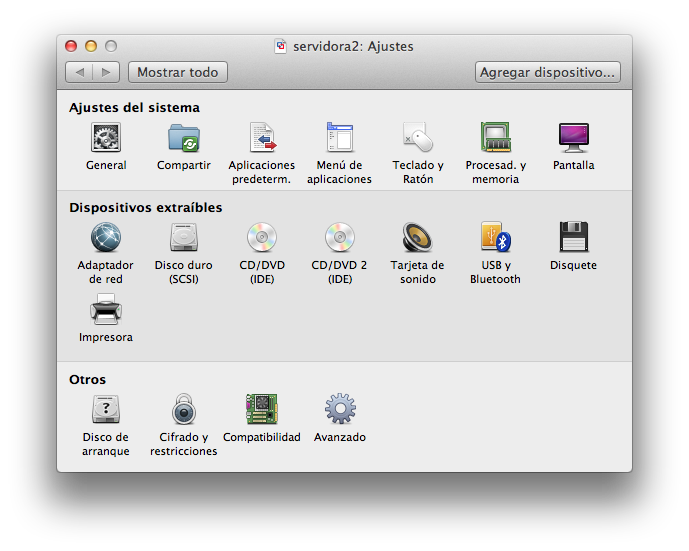 servidora2: Ajustes
Mostrar todo
Agregar dispositivo...
Ajustes del sistema
General
Compartir
Aplicaciones
predeterm.
Menú de
aplicaciones
Teclado y
Ratón
Procesad. y
memoria
Pantalla
Dispositivos extraíbles
Adaptador
de red
Disco duro
(SCSI)
CD/DVD
(IDE)
CD/DVD 2
(IDE)
Tarjeta de
sonido
USB y
Bluetooth
Disquete
Impresora
Otros
?
Disco de
arranque
Cifrado y
restricciones
Compatibilidad
Avanzado